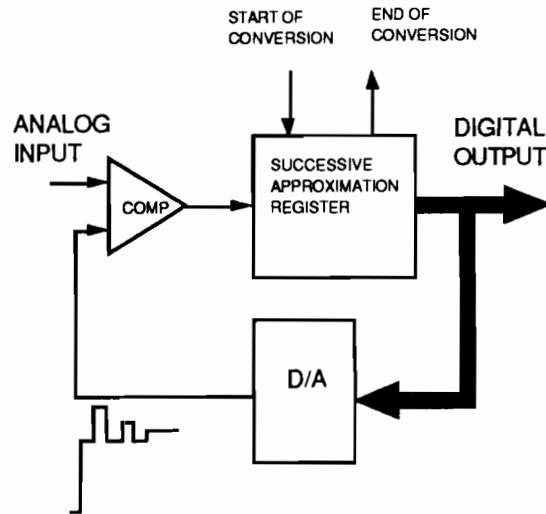 START OF
CONVERSION
END OF
CONVERSION
ANALOG
INPUT
COMP
SUCCESSIVE
APPROXIMATION
REGISTER
DIGITAL
OUTPUT
D/A